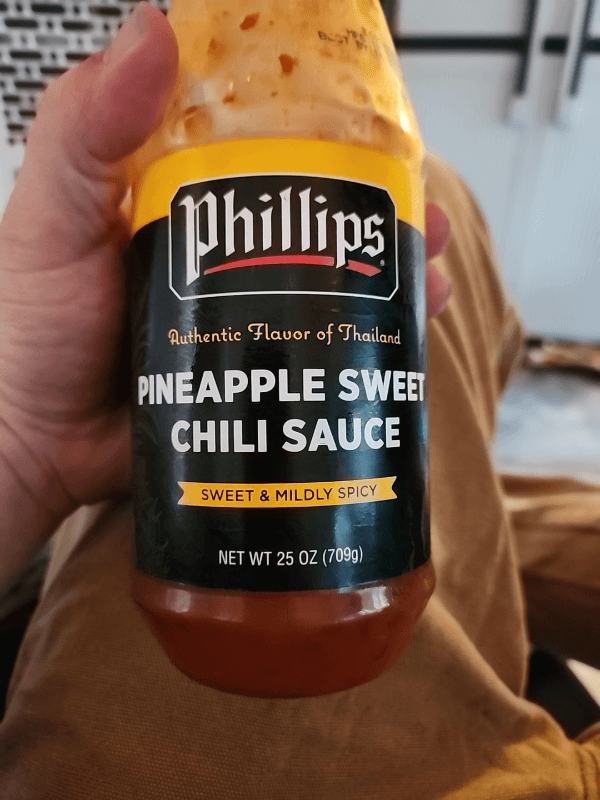 Phillips
Authentic Flavor of Thailand
PINEAPPLE SWEET
CHILI SAUCE
SWEET & MILDLY SPICY
NET WT 25 OZ (709g)